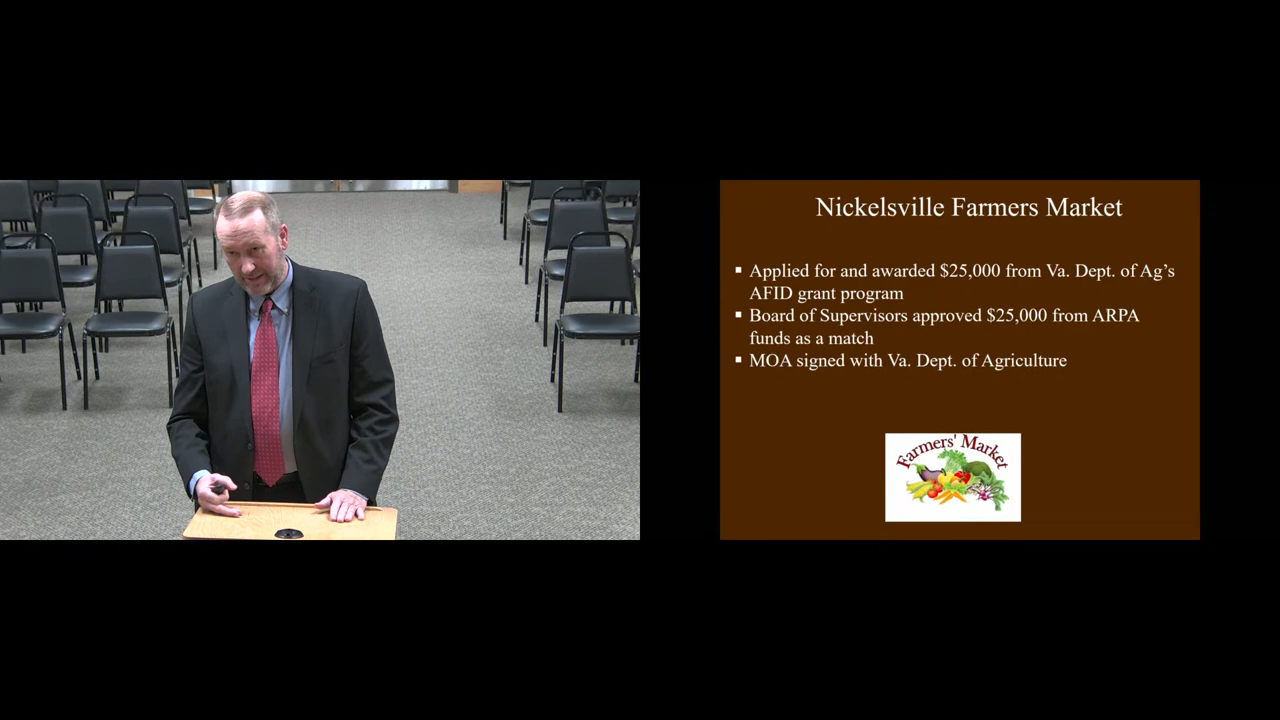 Nickelsville Farmers Market
▪ Applied for and awarded $25,000 from Va. Dept. of Ag's
AFID grant program
▪ Board of Supervisors approved $25,000 from ARPA
funds as a match
▪ MOA signed with Va. Dept. of Agriculture
Farmers' Market